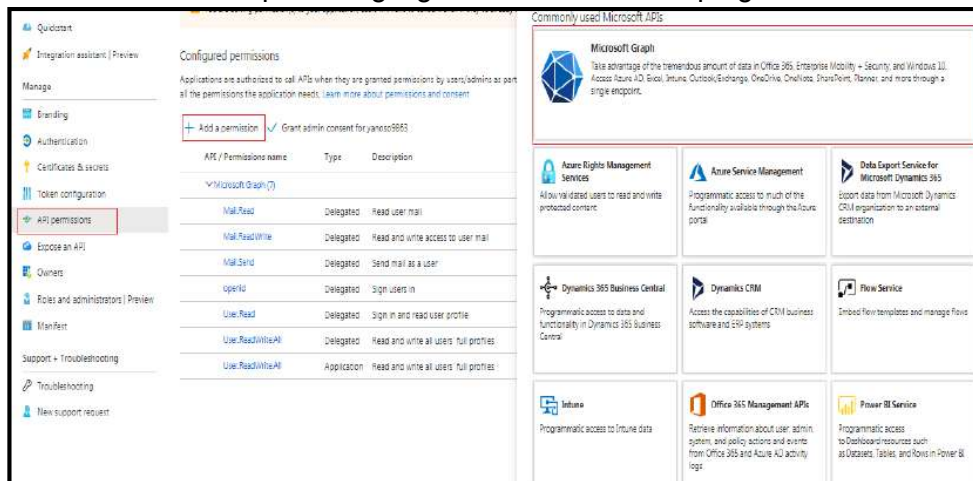 Quickstart
Integration assistant | Preview
Manage
Branding
Authentication
Certificates & secrets
Token configuration
API permissions
Expose an API
Owners
Roles and administrators | Preview
Manifest
Support + Troubleshooting
Troubleshooting
New support request
Configured permissions
Applications are authorized to call APIs when they are granted permissions by users/admins as part
all the permissions the application needs. Learn more about permissions and consent
+ Add a permission ✓ Grant admin consent for yanoso9863
API / Permissions name Type Description
Microsoft Graph (7)
Mail.Read Delegated Read user mail
Mail.ReadWrite Delegated Read and write access to user mail
Mail.Send Delegated Send mail as a user
openid Delegated Sign users in
User.Read Delegated Sign in and read user profile
User.ReadWrite.All Delegated Read and write all users' full profiles
User.ReadWrite.All Application Read and write all users' full profiles
Commonly used Microsoft APIs
Microsoft Graph
Take advantage of the tremendous amount of data in Office 365, Enterprise Mobility + Security, and Windows 10.
Access Azure AD, Excel, Intune, Outlook/Exchange, OneDrive, OneNote, SharePoint, Planner, and more through a
single endpoint.
Azure Rights Management
Services
Allow validated users to read and write
protected content
Azure Service Management
Programmatic access to much of the
functionality available through the Azure
portal
Data Export Service for
Microsoft Dynamics 365
Export data from Microsoft Dynamics
CRM organization to an external
destination
Dynamics 365 Business Central
Programmatic access to data and
functionality in Dynamics 365 Business
Central
Dynamics CRM
Access the capabilities of CRM business
software and ERP systems
Flow Service
Embed flow templates and manage flows
Intune
Programmatic access to Intune data
Office 365 Management APIs
Retrieve information about user, admin,
system, and policy actions and events
from Office 365 and Azure AD activity
logs
Power BI Service
Programmatic access
to Dashboard resources such
as Datasets, Tables, and Rows in Power BI